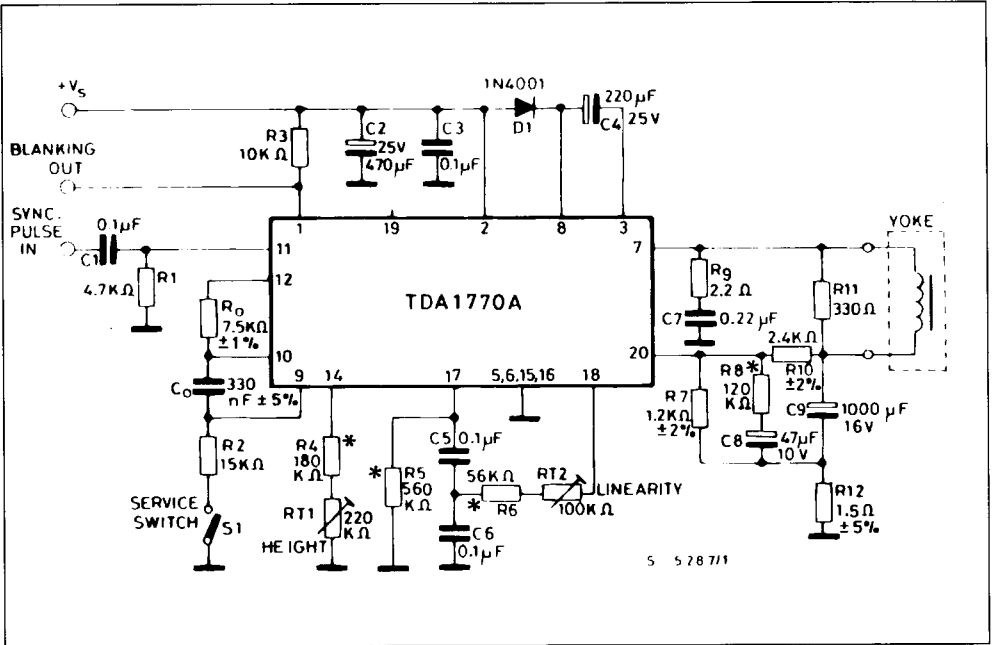 +Vs
1N4001
D1
220 µF
25V
C4
R3
10KΩ
C2
25V
470µF
C3
0.1µF
BLANKING
OUT
SYNC.
PULSE
IN
0.1µF
C1
R1
4.7KΩ
1
19
2
8
3
11
12
10
9
14
17
5,6,15,16
18
7
20
TDA1770A
Ro
7.5KΩ
±1%
Co
330
nF ±5%
R2
15KΩ
SERVICE
SWITCH
S1
R4
*
180
KΩ
RT1
220
KΩ
HEIGHT
*
R5
560
KΩ
C5
0.1µF
C6
0.1µF
56KΩ
*
R6
RT2
100KΩ
LINEARITY
YOKE
R9
2.2 Ω
C7
0.22 µF
R11
330Ω
2.4KΩ
R10
±2%
R7
1.2KΩ
±2%
R8 *
120
KΩ
C8
47µF
10V
C9
1000 µF
16V
R12
1.5Ω
±5%
S 5287/1